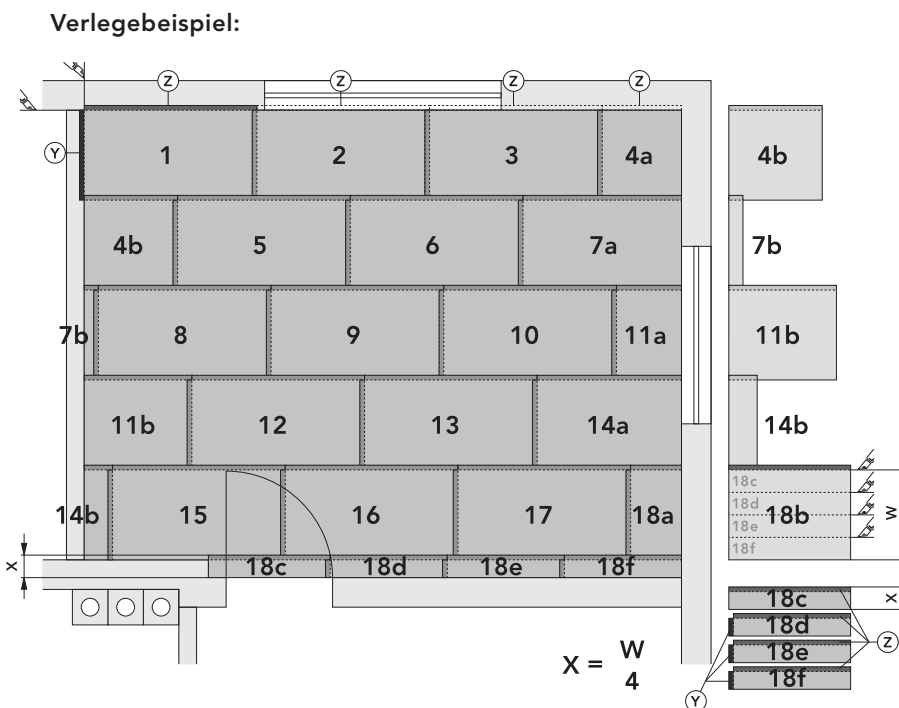 Verlegebeispiel:
Z Z Z Z
Y 1 2 3 4a 4b
4b 5 6 7a 7b
7b 8 9 10 11a 11b
11b 12 13 14a 14b
14b 15 16 17 18a
18c
18d
18b
18e
18f
W
X 18c 18d 18e 18f
18c X
18d
Z
18e
18f
Y
X = W
4